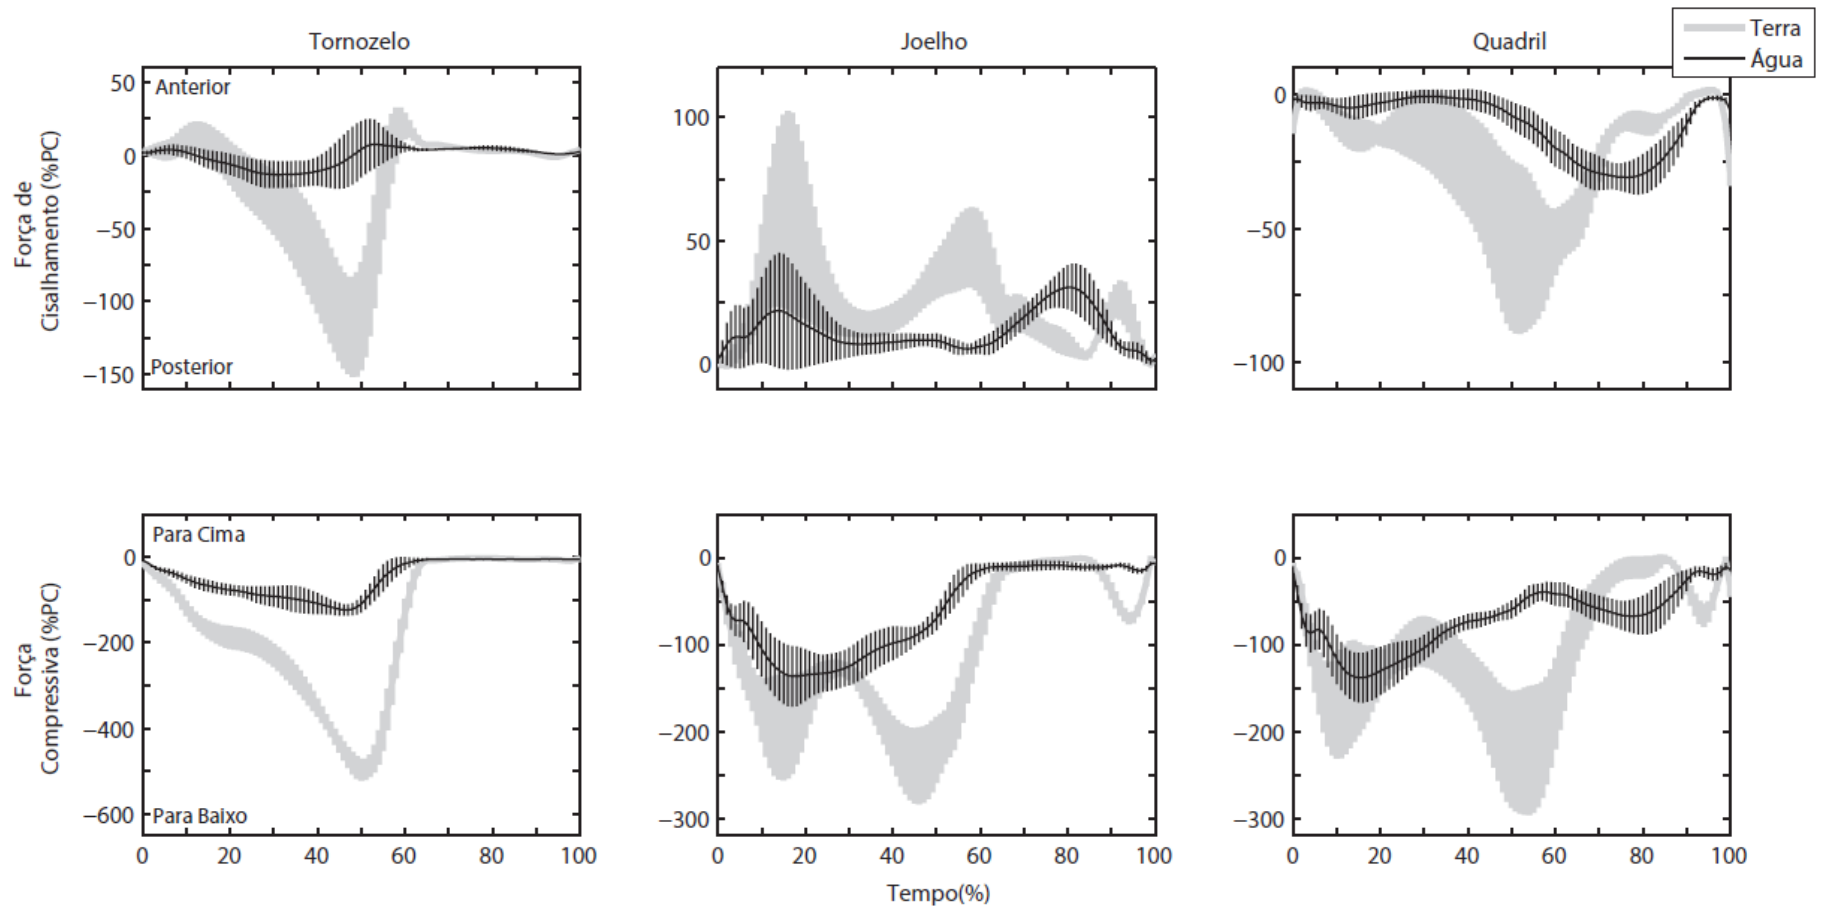 Tornozelo
Joelho
Quadril
Terra
Água
Força de
Cisalhamento (%PC)
50
0
−50
−100
−150
Anterior
Posterior
100
50
0
0
−50
−100
Força
Compressiva (%PC)
0
−200
−400
−600
Para Cima
Para Baixo
0
−100
−200
−300
0
−100
−200
−300
0 20 40 60 80 100
0 20 40 60 80 100
0 20 40 60 80 100
Tempo(%)